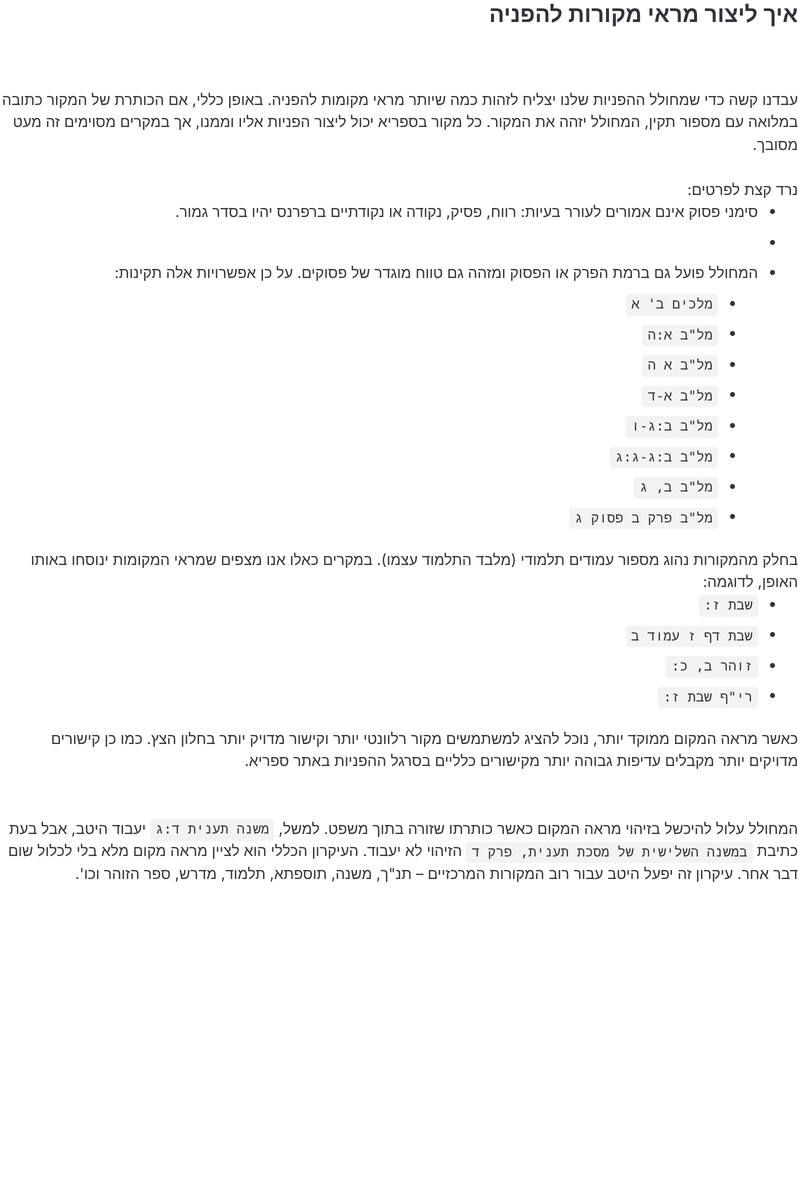 איך ליצור מראי מקורות להפניה
עבדנו קשה כדי שמחולל ההפניות שלנו יצליח לזהות כמה שיותר מראי מקומות להפניה. באופן כללי, אם הכותרת של המקור כתובה
במלואה עם מספור תקין, המחולל יזהה את המקור. כל מקור בספריא יכול ליצור הפניות אליו וממנו, אך במקרים מסוימים זה מעט
מסובך.
נרד קצת לפרטים:
סימני פסוק אינם אמורים לעורר בעיות: רווח, פסיק, נקודה או נקודתיים ברפרנס יהיו בסדר גמור.
המחולל פועל גם ברמת הפרק או הפסוק ומזהה גם טווח מוגדר של פסוקים. על כן אפשרויות אלה תקינות:
מלכים ב' א
מל"ב א:ה
מל"ב א ה
מל"ב א-ד
מל"ב ב:ג-ו
מל"ב ב:ג-ג:ג
מל"ב ב, ג
מל"ב פרק ב פסוק ג
בחלק מהמקורות נהוג מספור עמודים תלמודי (מלבד התלמוד עצמו). במקרים כאלו אנו מצפים שמראי המקומות ינוסחו באותו
האופן, לדוגמה:
שבת ז:
שבת דף ז עמוד ב
זוהר ב, כ:
רי"ף שבת ז:
כאשר מראה המקום ממוקד יותר, נוכל להציג למשתמשים מקור רלוונטי יותר וקישור מדויק יותר בחלון הצץ. כמו כן קישורים
מדויקים יותר מקבלים עדיפות גבוהה יותר מקישורים כלליים בסרגל ההפניות באתר ספריא.
המחולל עלול להיכשל בזיהוי מראה המקום כאשר כותרתו שזורה בתוך משפט. למשל, משנה תענית ד:ג יעבוד היטב, אבל בעת
כתיבת במשנה השלישית של מסכת תענית, פרק ד הזיהוי לא יעבוד. העיקרון הכללי הוא לציין מראה מקום מלא בלי לכלול שום
דבר אחר. עיקרון זה יפעל היטב עבור רוב המקורות המרכזיים – תנ"ך, משנה, תוספתא, תלמוד, מדרש, ספר הזוהר וכו'.